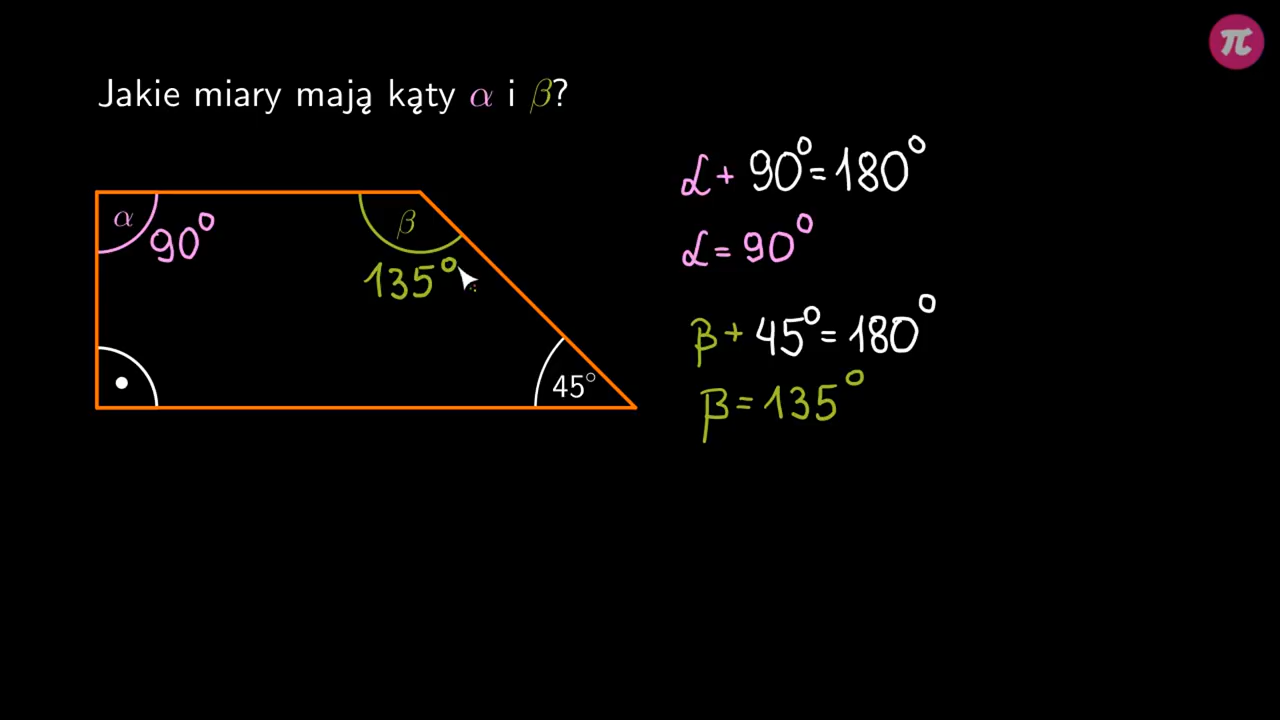 Jakie miary mają kąty α i β?
α + 90° = 180°
α = 90°
β + 45° = 180°
β = 135°
α
90°
β
135°
45°
π